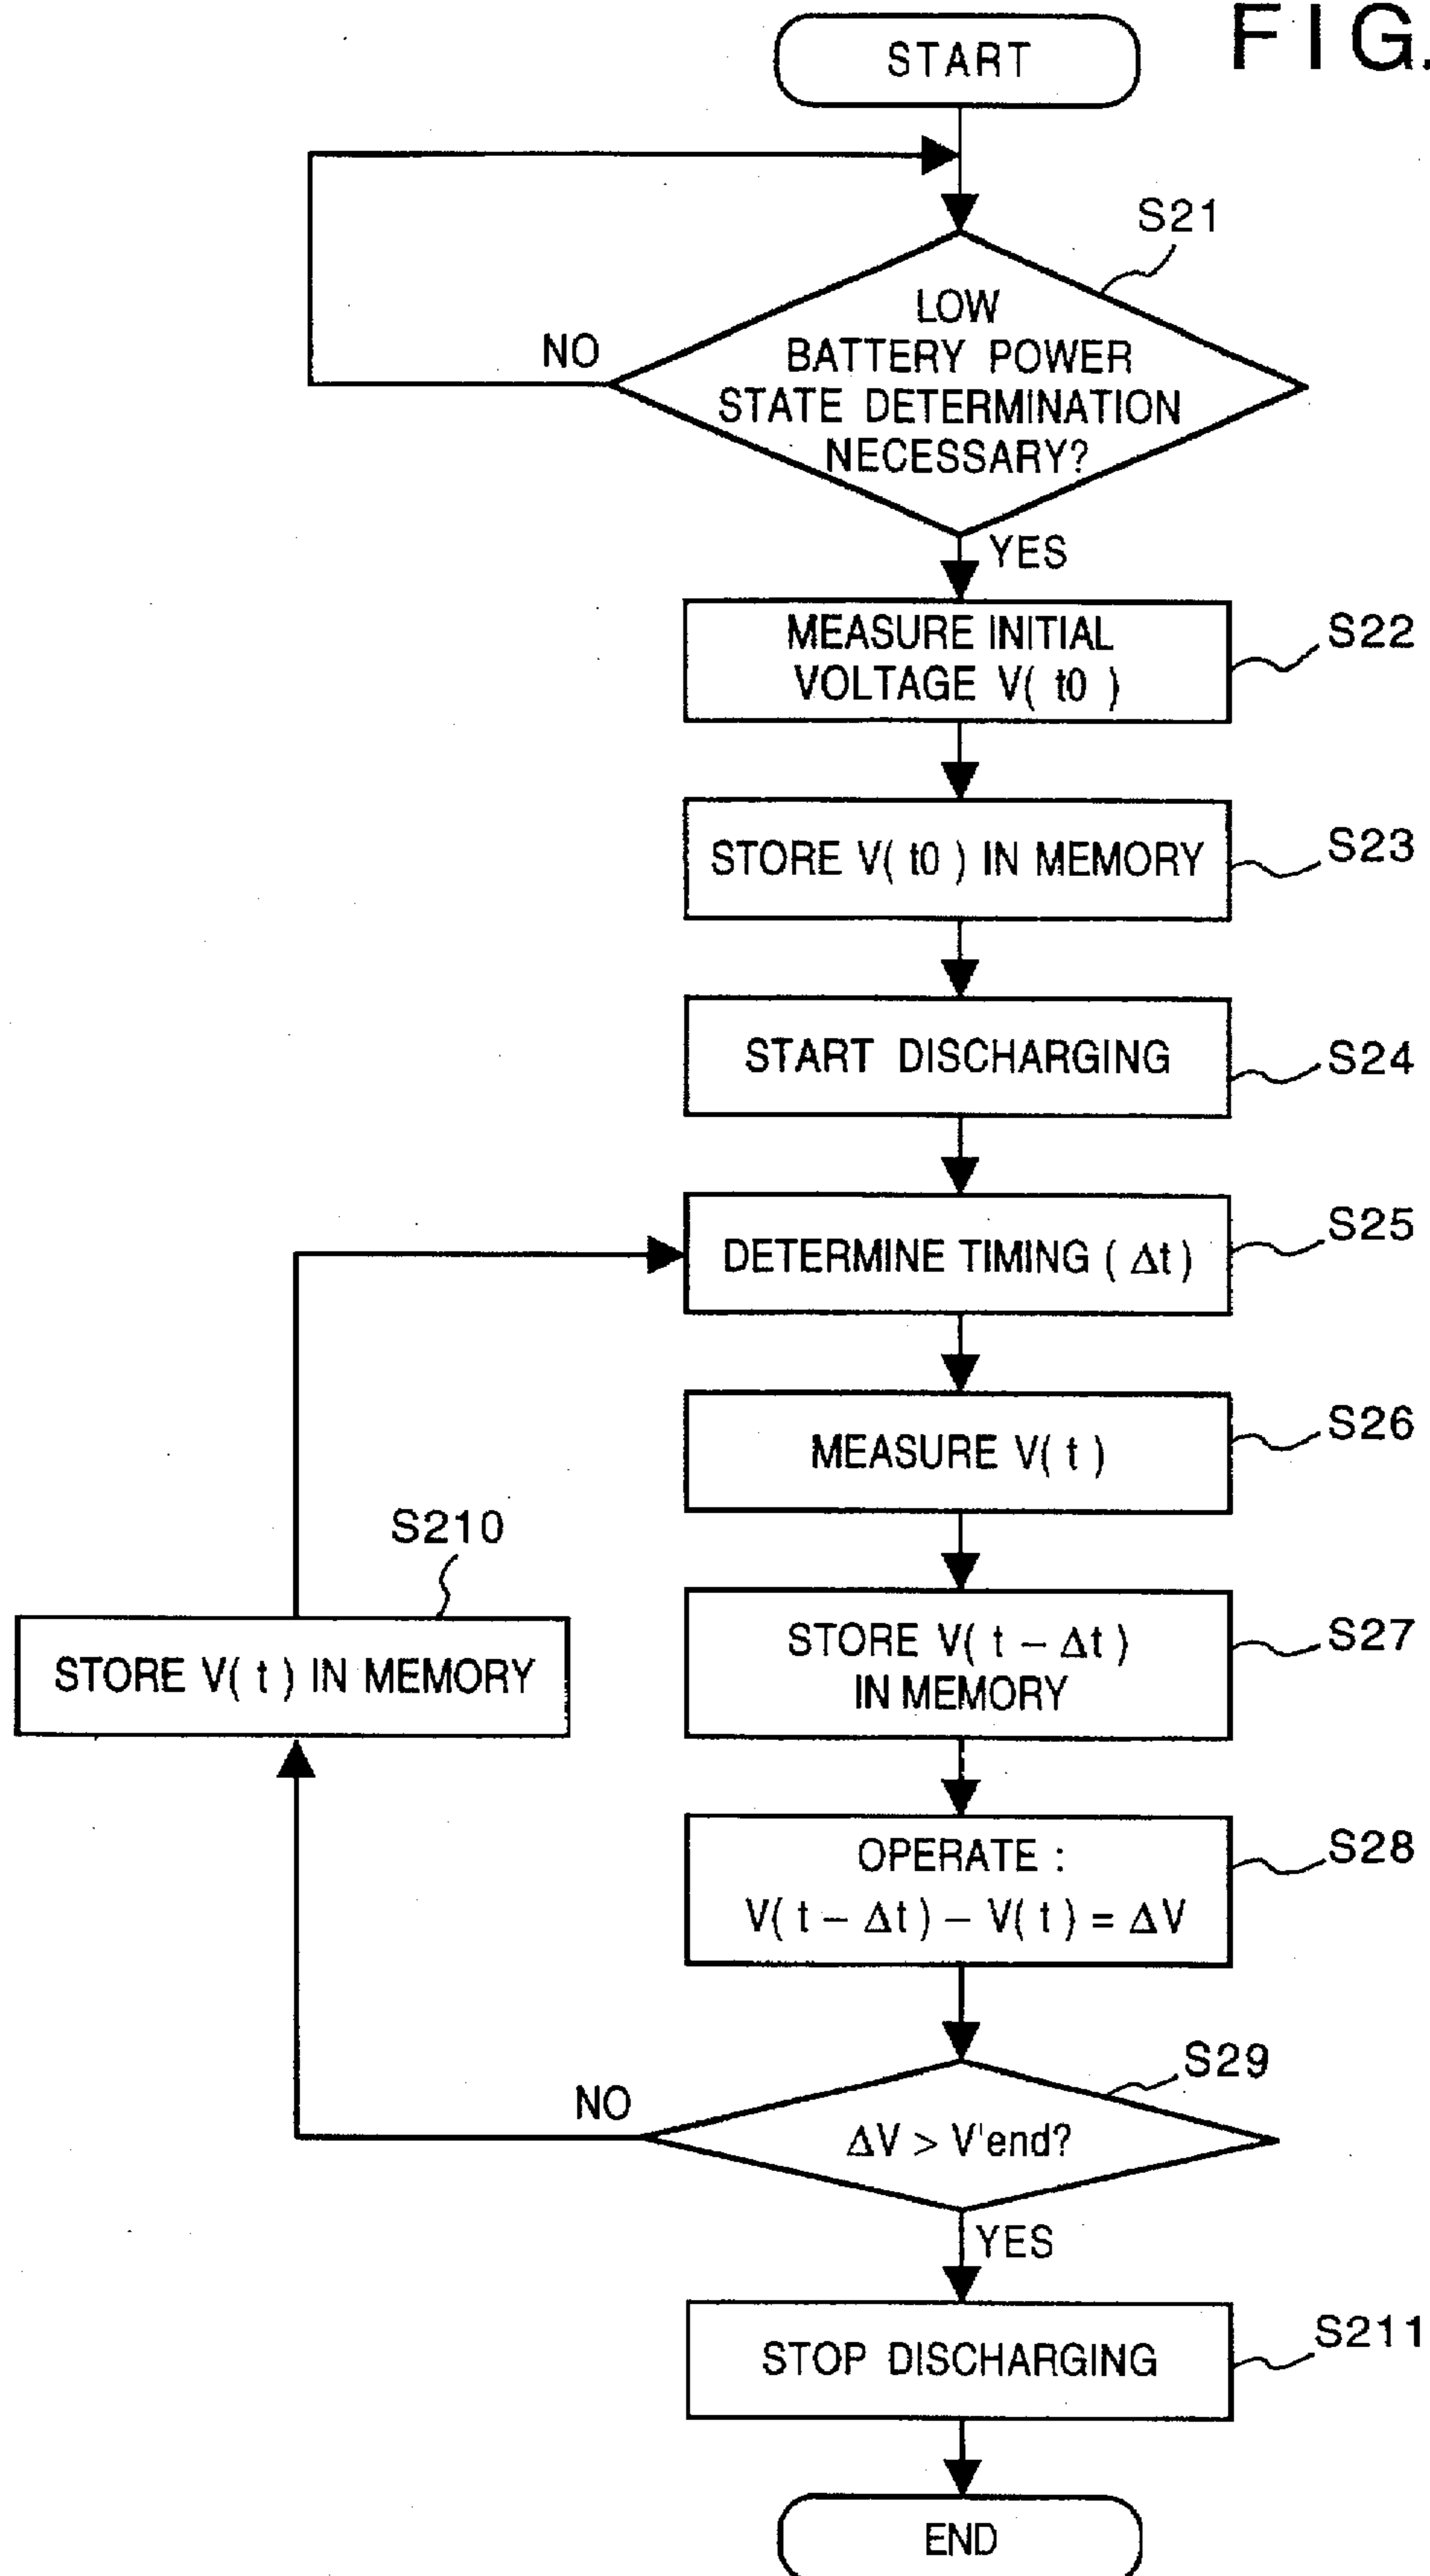 FIG.
START
S21
LOW
BATTERY POWER
STATE DETERMINATION
NECESSARY?
NO
YES
MEASURE INITIAL
VOLTAGE V( t0 )
S22
STORE V( t0 ) IN MEMORY
S23
START DISCHARGING
S24
DETERMINE TIMING ( Δt )
S25
MEASURE V( t )
S26
S210
STORE V( t ) IN MEMORY
STORE V( t – Δt )
IN MEMORY
S27
OPERATE :
V( t – Δt ) – V( t ) = ΔV
S28
S29
NO
ΔV > V'end?
YES
STOP DISCHARGING
S211
END